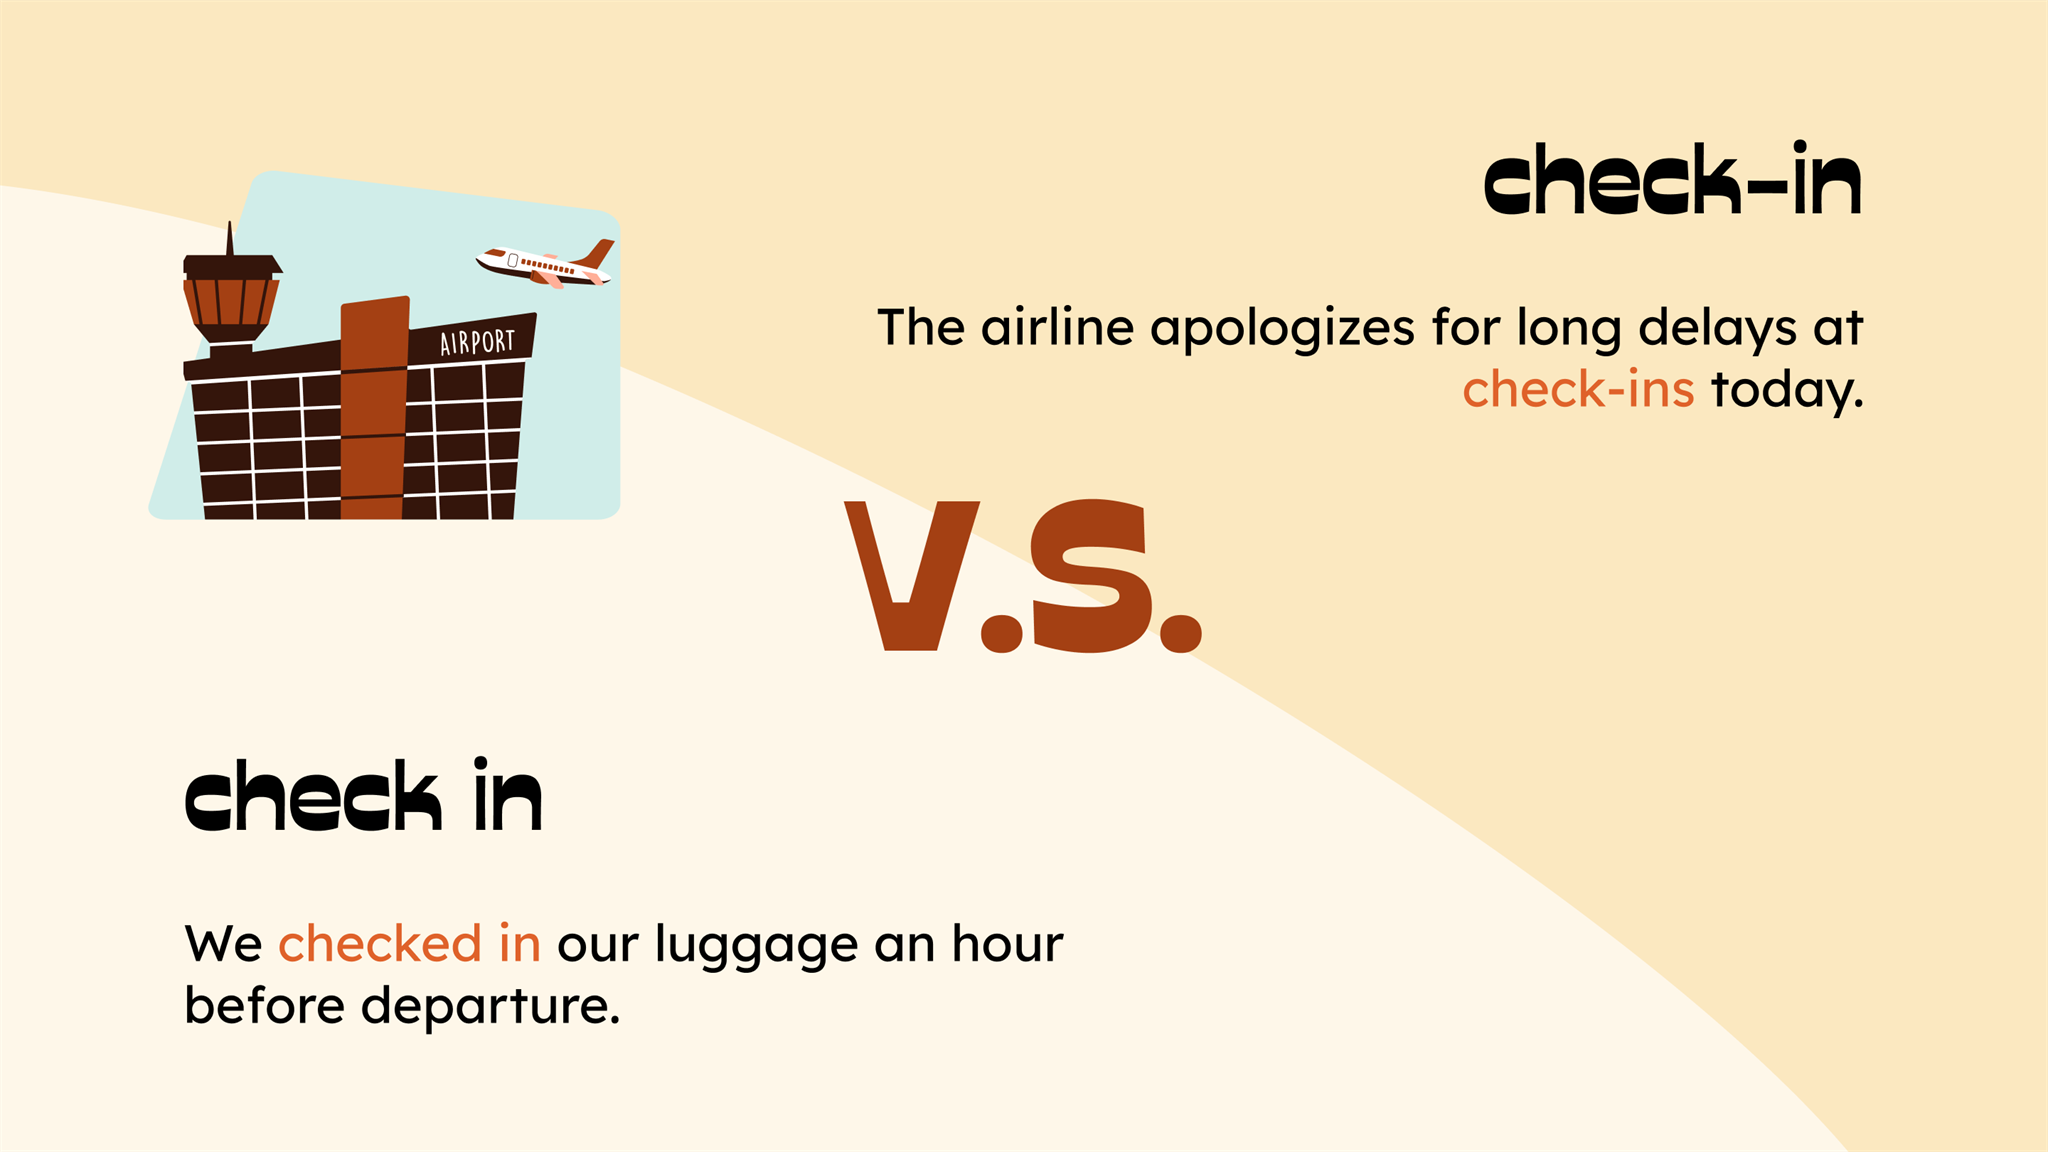 check-in
The airline apologizes for long delays at
check-ins today.
AIRPORT
v.s.
check in
We checked in our luggage an hour
before departure.